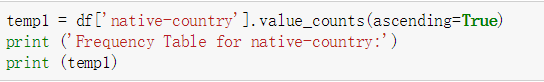 temp1 = df['native-country'].value_counts(ascending=True)
print ('Frequency Table for native-country:')
print (temp1)